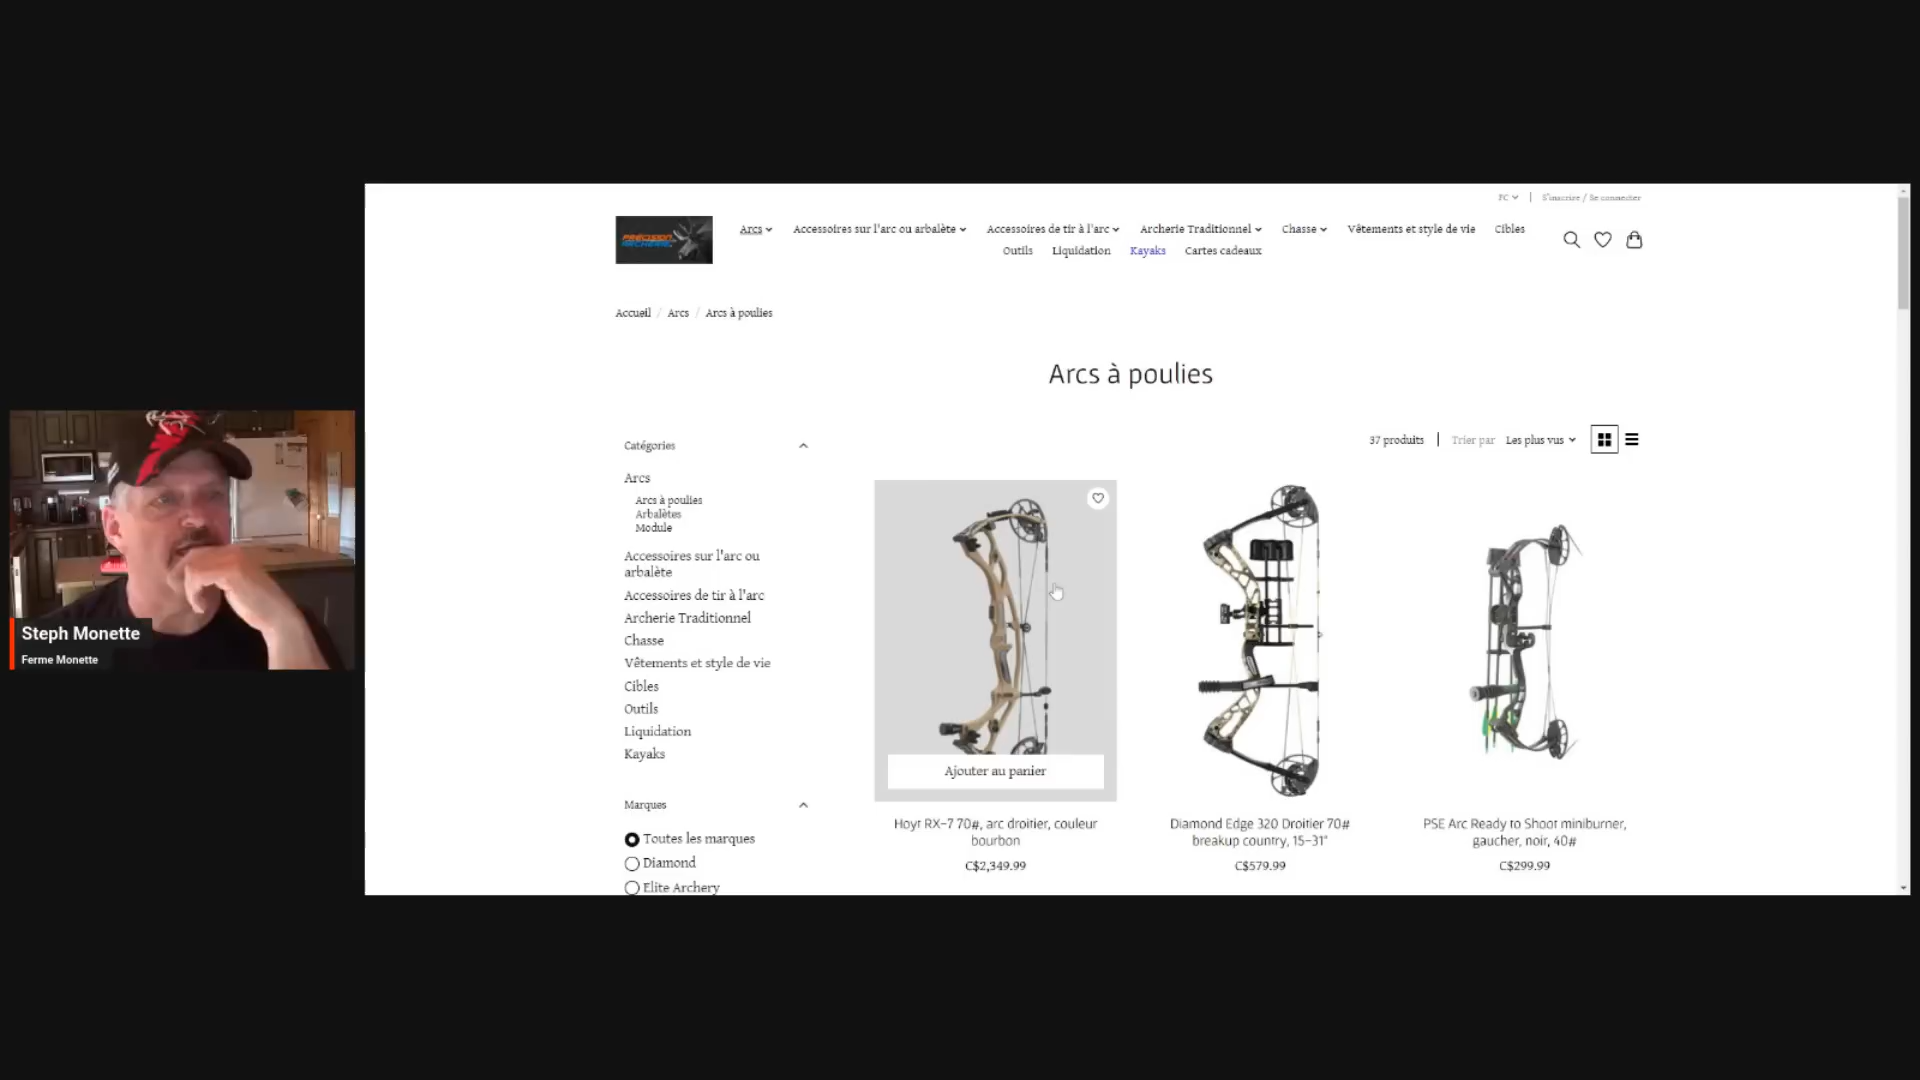 FC
S'inscrire / Se connecter
PRÉCISION
ARCHERIE
Arcs
Accessoires sur l'arc ou arbalète
Accessoires de tir à l'arc
Archerie Traditionnel
Chasse
Vêtements et style de vie
Cibles
Outils
Liquidation
Kayaks
Cartes cadeaux
Accueil / Arcs / Arcs à poulies
Arcs à poulies
Catégories
37 produits
Trier par
Les plus vus
Arcs
Arcs à poulies
Arbalètes
Module
Accessoires sur l'arc ou
arbalète
Accessoires de tir à l'arc
Archerie Traditionnel
Chasse
Vêtements et style de vie
Cibles
Outils
Liquidation
Kayaks
Marques
Toutes les marques
Diamond
Elite Archery
Ajouter au panier
Hoyt RX-7 70#, arc droitier, couleur
bourbon
C$2,349.99
Diamond Edge 320 Droitier 70#
breakup country, 15-31"
C$579.99
PSE Arc Ready to Shoot miniburner,
gaucher, noir, 40#
C$299.99
Steph Monette
Ferme Monette